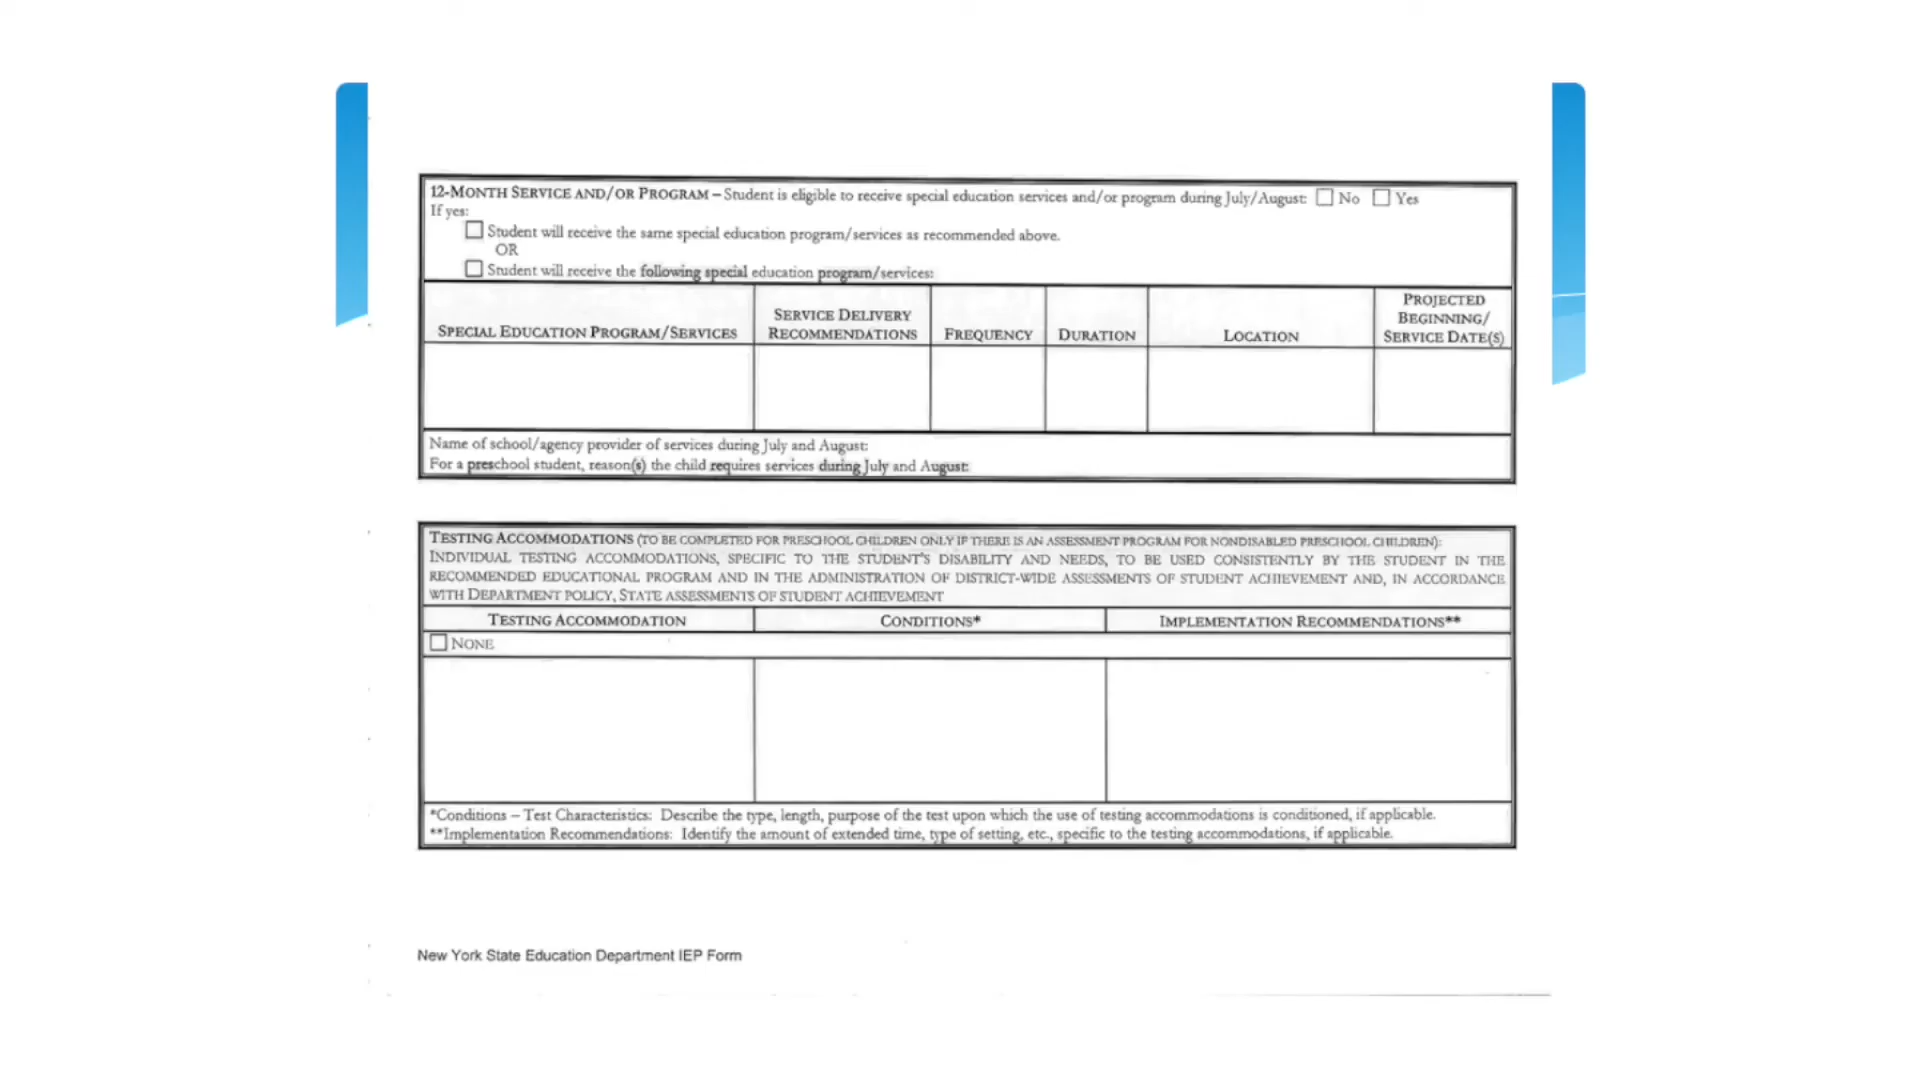 12-MONTH SERVICE AND/OR PROGRAM – Student is eligible to receive special education services and/or program during July/August: No Yes
If yes:
Student will receive the same special education program/services as recommended above.
OR
Student will receive the following special education program/services:
SPECIAL EDUCATION PROGRAM/SERVICES
SERVICE DELIVERY
RECOMMENDATIONS
FREQUENCY
DURATION
LOCATION
PROJECTED
BEGINNING/
SERVICE DATE(S)
Name of school/agency provider of services during July and August:
For a preschool student, reason(s) the child requires services during July and August:
TESTING ACCOMMODATIONS (TO BE COMPLETED FOR PRESCHOOL CHILDREN ONLY IF THERE IS AN ASSESSMENT PROGRAM FOR NONDISABLED PRESCHOOL CHILDREN):
INDIVIDUAL TESTING ACCOMMODATIONS, SPECIFIC TO THE STUDENT'S DISABILITY AND NEEDS, TO BE USED CONSISTENTLY BY THE STUDENT IN THE
RECOMMENDED EDUCATIONAL PROGRAM AND IN THE ADMINISTRATION OF DISTRICT-WIDE ASSESSMENTS OF STUDENT ACHIEVEMENT AND, IN ACCORDANCE
WITH DEPARTMENT POLICY, STATE ASSESSMENTS OF STUDENT ACHIEVEMENT
TESTING ACCOMMODATION
CONDITIONS*
IMPLEMENTATION RECOMMENDATIONS**
NONE
*Conditions – Test Characteristics: Describe the type, length, purpose of the test upon which the use of testing accommodations is conditioned, if applicable.
**Implementation Recommendations: Identify the amount of extended time, type of setting, etc., specific to the testing accommodations, if applicable.
New York State Education Department IEP Form